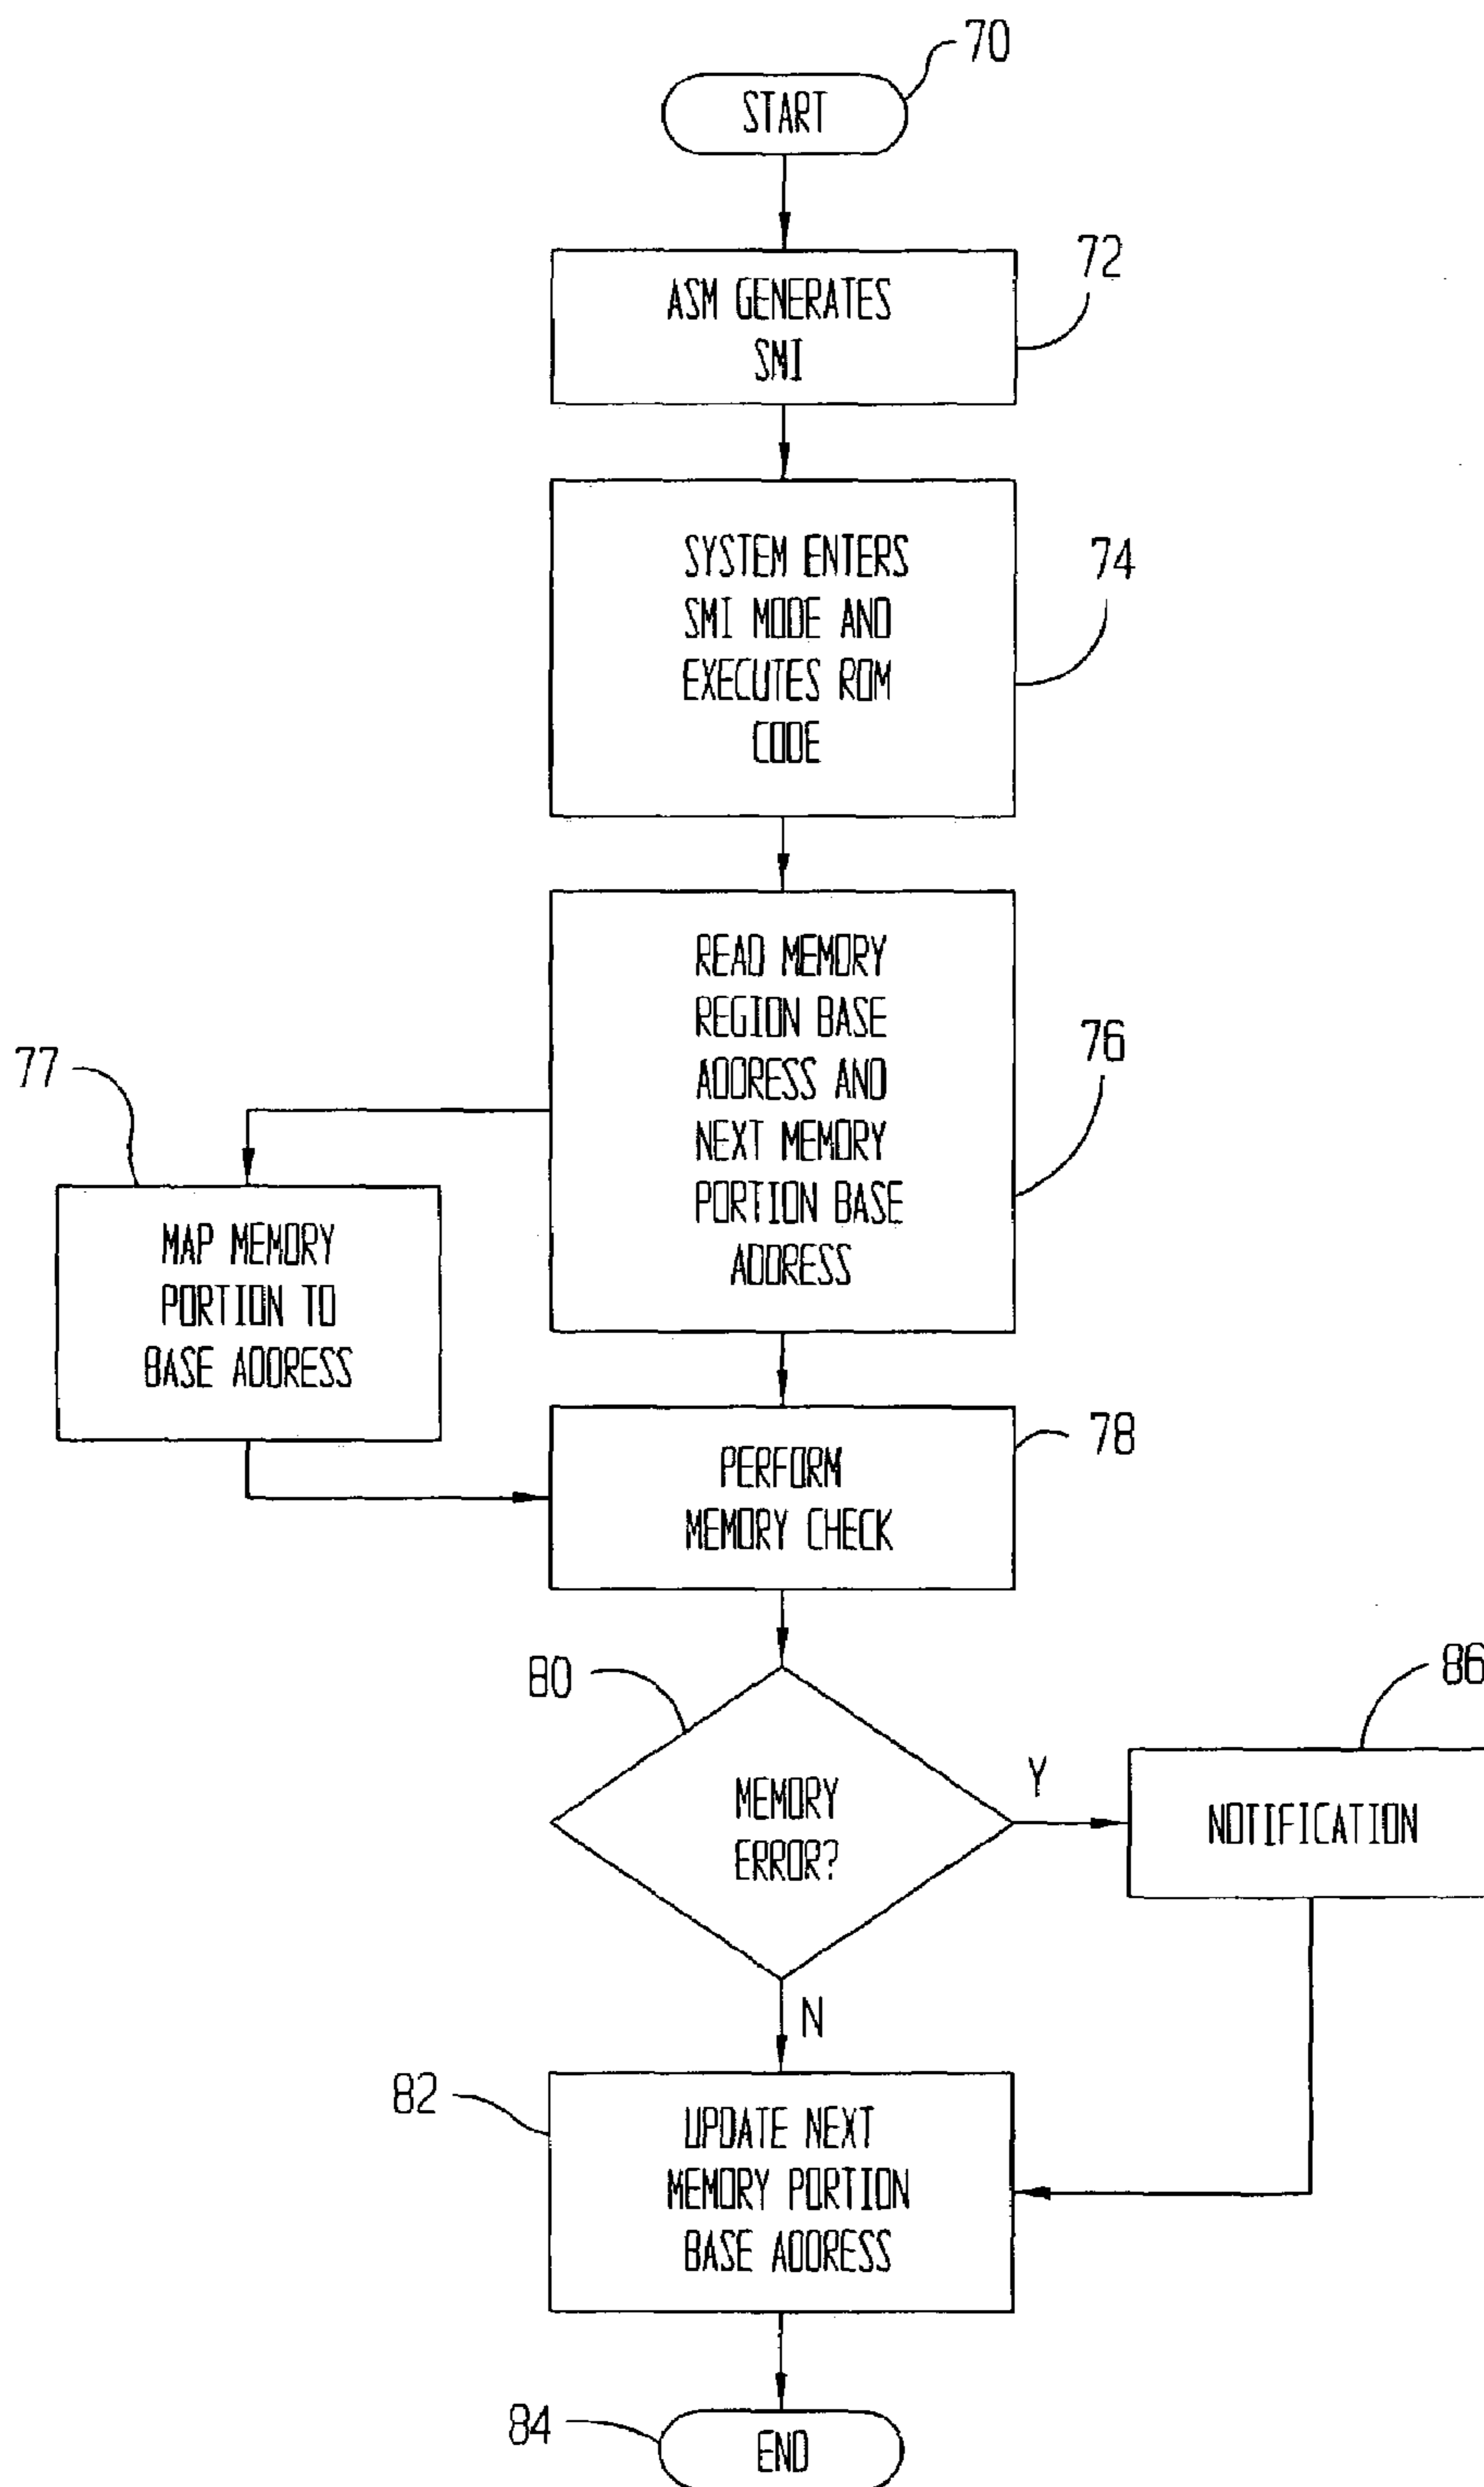 70
START
72
ASM GENERATES
SMI
74
SYSTEM ENTERS
SMI MODE AND
EXECUTES ROM
CODE
76
READ MEMORY
REGION BASE
ADDRESS AND
NEXT MEMORY
PORTION BASE
ADDRESS
77
MAP MEMORY
PORTION TO
BASE ADDRESS
78
PERFORM
MEMORY CHECK
80
MEMORY
ERROR?
Y
86
NOTIFICATION
N
82
UPDATE NEXT
MEMORY PORTION
BASE ADDRESS
84
END